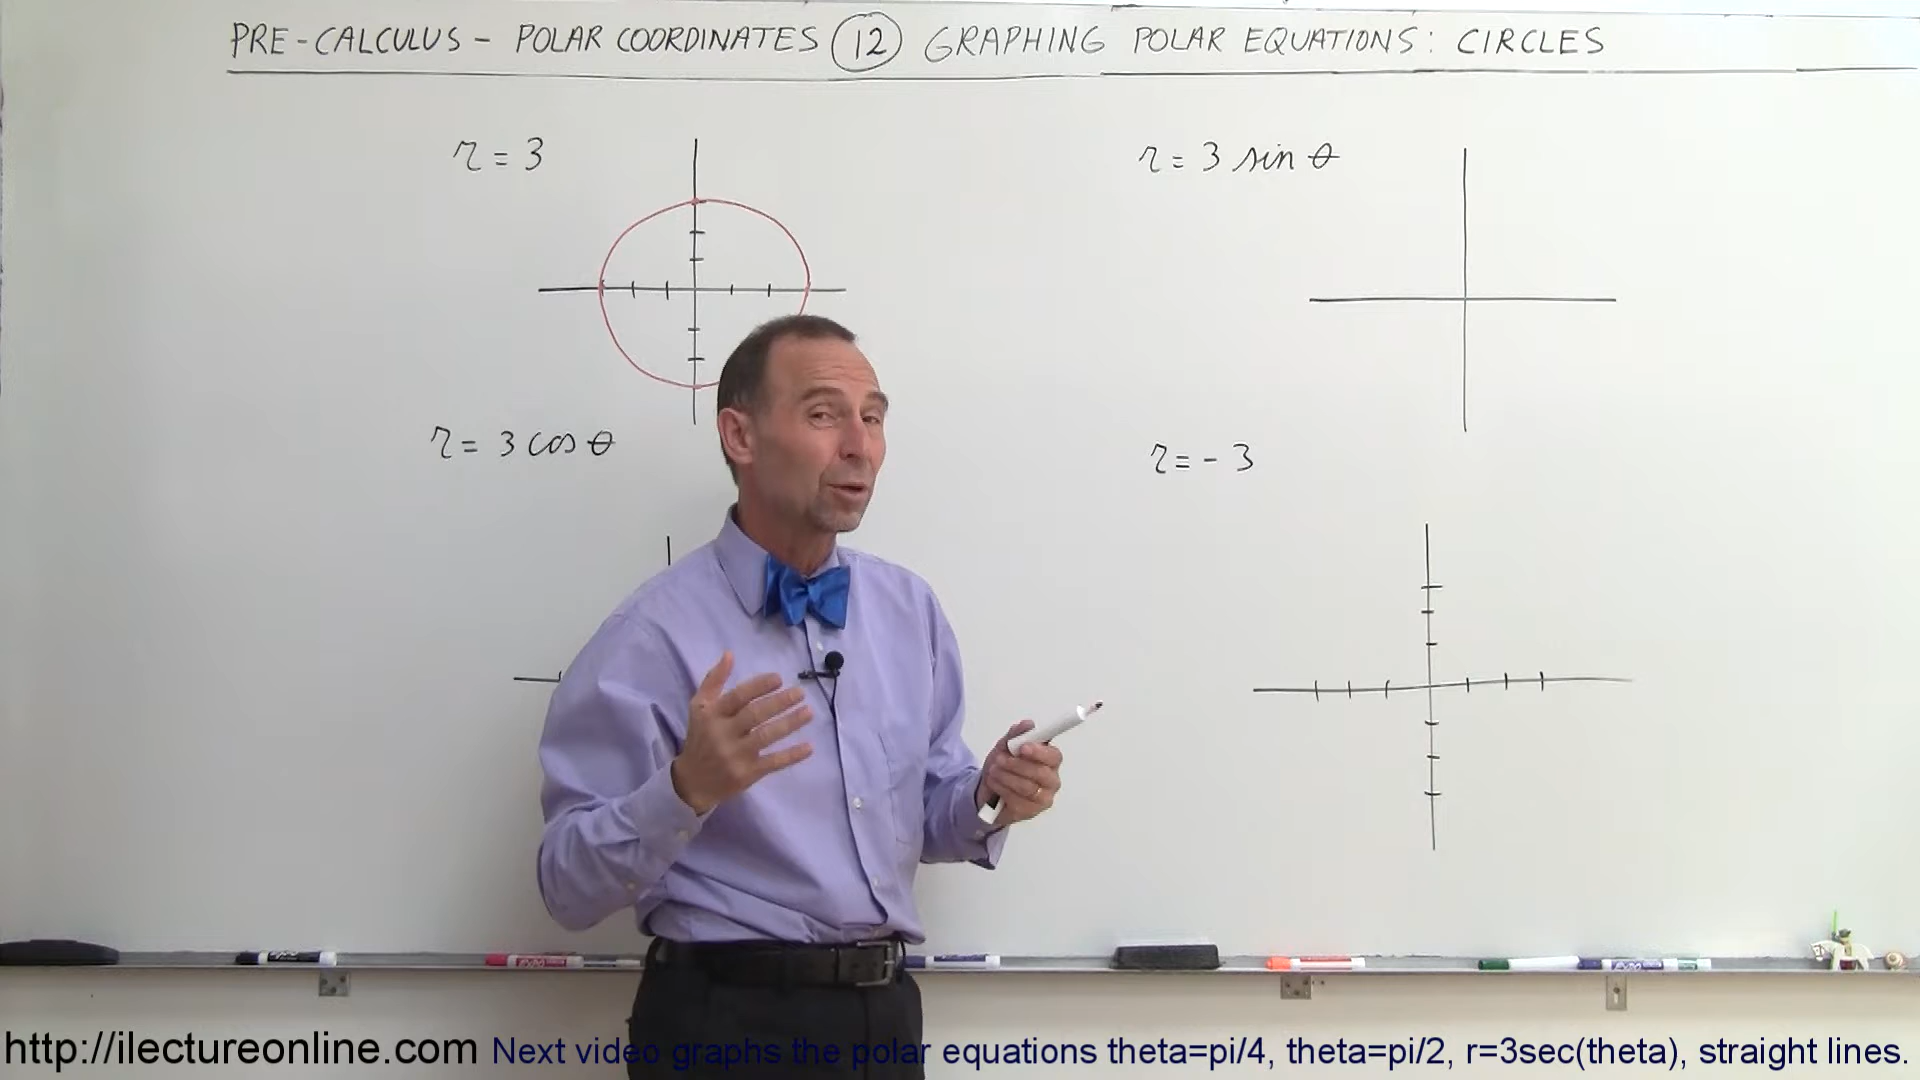 PRE-CALCULUS - POLAR COORDINATES 12 GRAPHING POLAR EQUATIONS: CIRCLES
r = 3
r = 3 sin θ
r = 3 cos θ
r = - 3
http://ilectureonline.com Next video graphs the polar equations theta=pi/4, theta=pi/2, r=3sec(theta), straight lines.